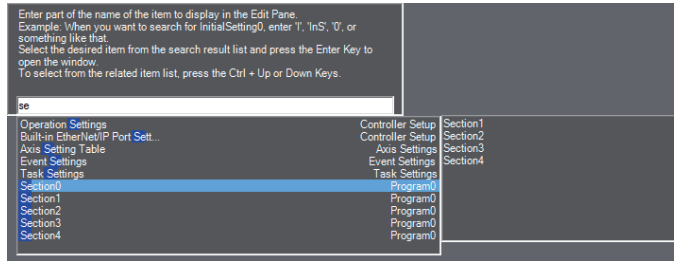 Enter part of the name of the item to display in the Edit Pane.
Example: When you want to search for InitialSetting0, enter 'I', 'InS', '0', or
something like that.
Select the desired item from the search result list and press the Enter Key to
open the window.
To select from the related item list, press the Ctrl + Up or Down Keys.
se
Operation Settings Controller Setup
Built-in EtherNet/IP Port Sett... Controller Setup
Axis Setting Table Axis Settings
Event Settings Event Settings
Task Settings Task Settings
Section0 Program0
Section1 Program0
Section2 Program0
Section3 Program0
Section4 Program0
Section1
Section2
Section3
Section4